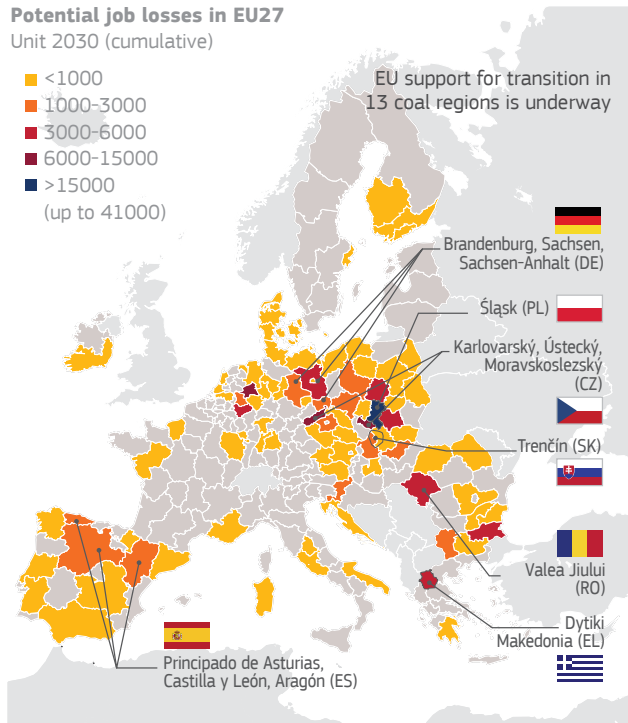 Potential job losses in EU27
Unit 2030 (cumulative)
<1000
1000-3000
3000-6000
6000-15000
>15000
(up to 41000)
EU support for transition in
13 coal regions is underway
Brandenburg, Sachsen,
Sachsen-Anhalt (DE)
Śląsk (PL)
Karlovarský, Ústecký,
Moravskoslezský
(CZ)
Trenčín (SK)
Valea Jiului
(RO)
Dytiki
Makedonia (EL)
Principado de Asturias,
Castilla y León, Aragón (ES)